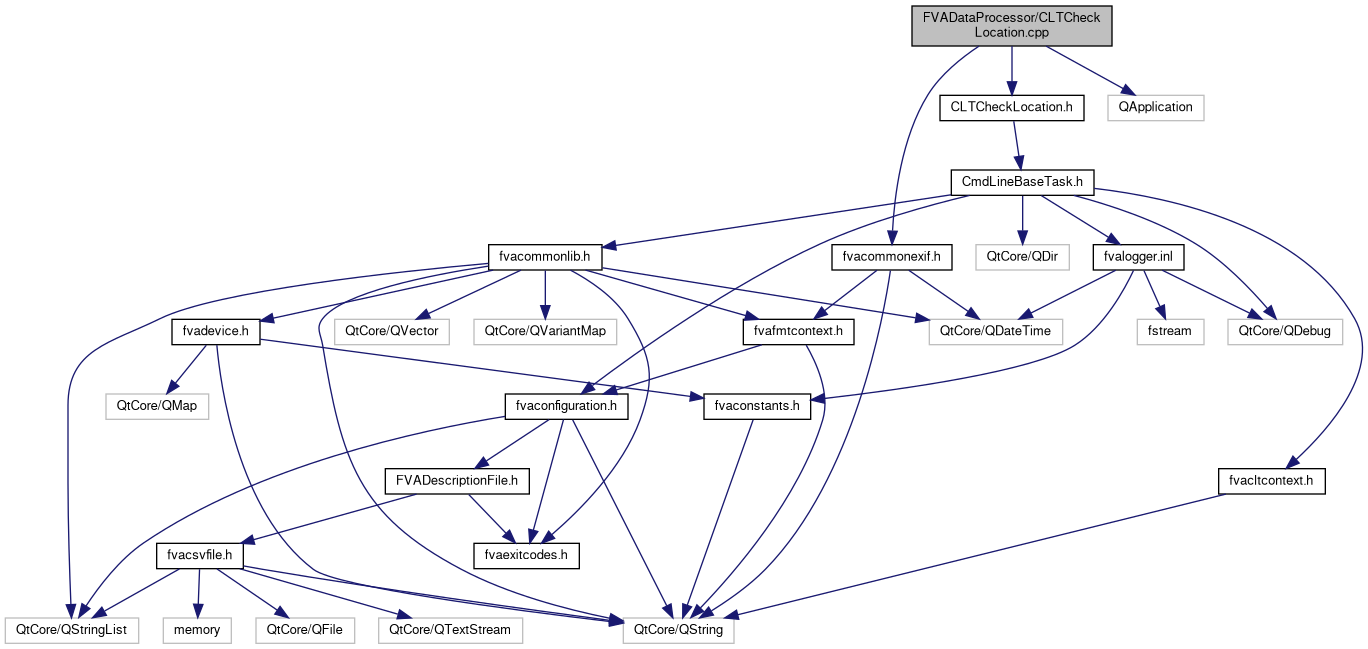 FVADataProcessor/CLTCheck
Location.cpp
CLTCheckLocation.h
QApplication
CmdLineBaseTask.h
fvacommonlib.h
fvacommonexif.h
QtCore/QDir
fvalogger.inl
fvadevice.h
QtCore/QVector
QtCore/QVariantMap
fvafmtcontext.h
QtCore/QDateTime
fstream
QtCore/QDebug
QtCore/QMap
fvaconfiguration.h
fvaconstants.h
FVADescriptionFile.h
fvacltcontext.h
fvacsvfile.h
fvaexitcodes.h
QtCore/QStringList
memory
QtCore/QFile
QtCore/QTextStream
QtCore/QString